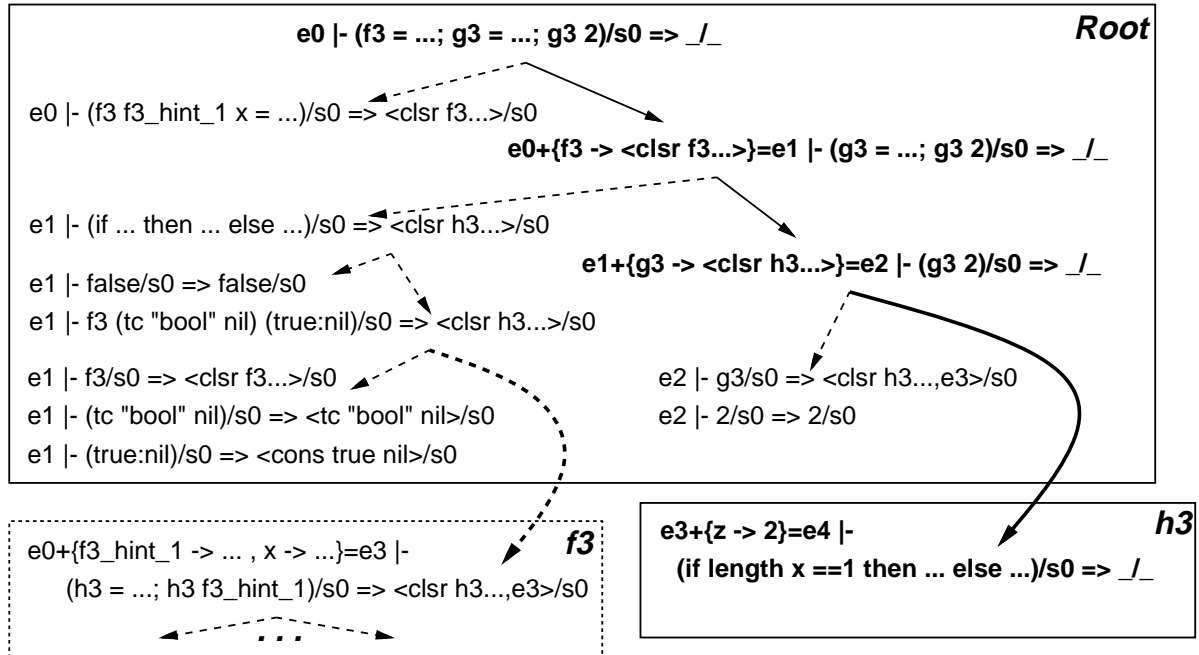 e0 |- (f3 = ...; g3 = ...; g3 2)/s0 => _/_
Root
e0 |- (f3 f3_hint_1 x = ...)/s0 => <clsr f3...>/s0
e0+{f3 -> <clsr f3...>}=e1 |- (g3 = ...; g3 2)/s0 => _/_
e1 |- (if ... then ... else ...)/s0 => <clsr h3...>/s0
e1+{g3 -> <clsr h3...>}=e2 |- (g3 2)/s0 => _/_
e1 |- false/s0 => false/s0
e1 |- f3 (tc "bool" nil) (true:nil)/s0 => <clsr h3...>/s0
e1 |- f3/s0 => <clsr f3...>/s0
e2 |- g3/s0 => <clsr h3...,e3>/s0
e1 |- (tc "bool" nil)/s0 => <tc "bool" nil>/s0
e2 |- 2/s0 => 2/s0
e1 |- (true:nil)/s0 => <cons true nil>/s0
e0+{f3_hint_1 -> ... , x -> ...}=e3 |-
f3
(h3 = ...; h3 f3_hint_1)/s0 => <clsr h3...,e3>/s0
...
e3+{z -> 2}=e4 |-
h3
(if length x ==1 then ... else ...)/s0 => _/_